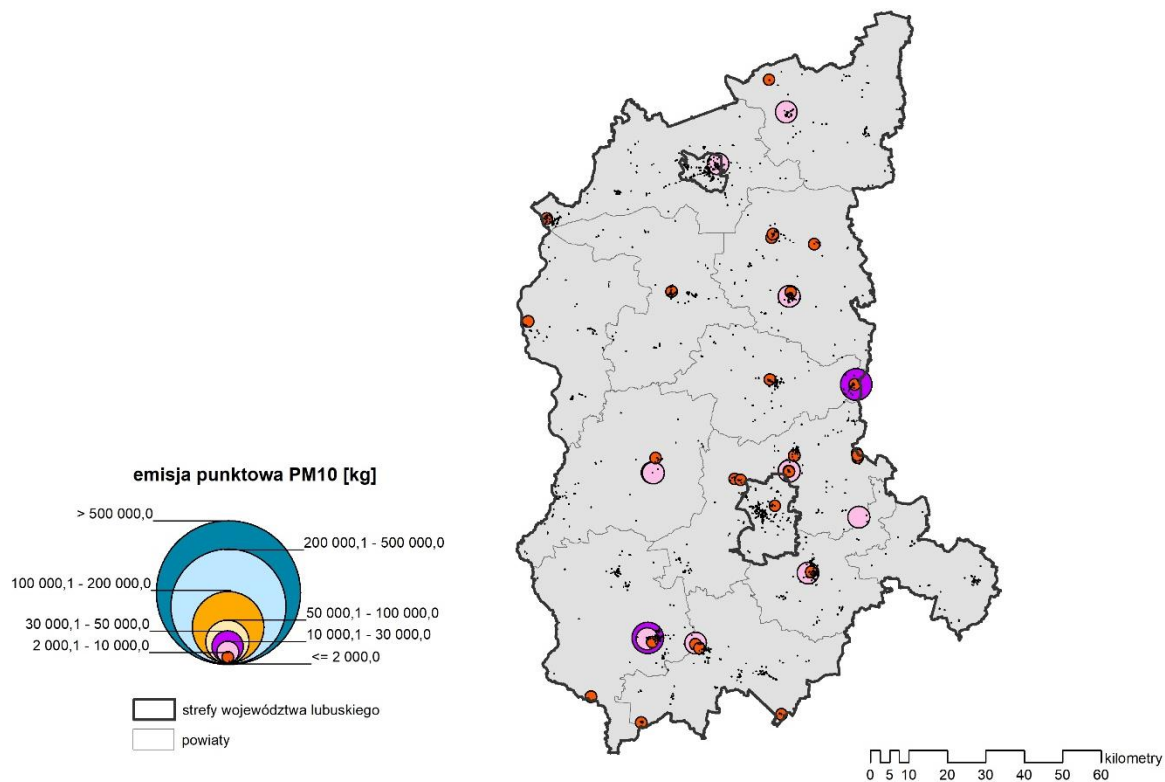 emisja punktowa PM10 [kg]
> 500 000,0
200 000,1 - 500 000,0
100 000,1 - 200 000,0
50 000,1 - 100 000,0
30 000,1 - 50 000,0
10 000,1 - 30 000,0
2 000,1 - 10 000,0
<= 2 000,0
strefy województwa lubuskiego
powiaty
kilometry
0 5 10 20 30 40 50 60